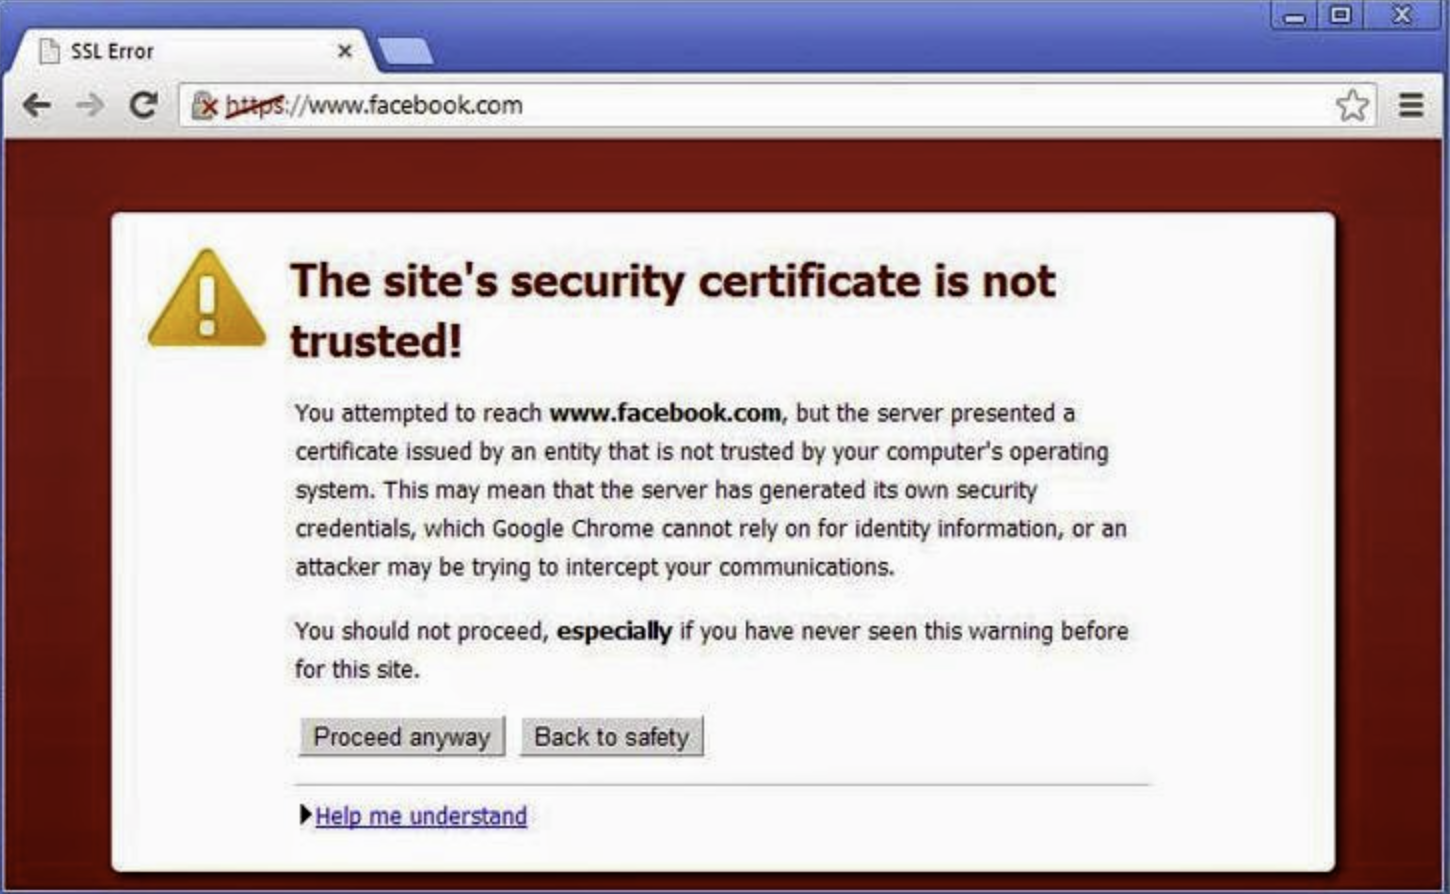 SSL Error
https://www.facebook.com
The site's security certificate is not
trusted!
You attempted to reach www.facebook.com, but the server presented a
certificate issued by an entity that is not trusted by your computer's operating
system. This may mean that the server has generated its own security
credentials, which Google Chrome cannot rely on for identity information, or an
attacker may be trying to intercept your communications.
You should not proceed, especially if you have never seen this warning before
for this site.
Proceed anyway
Back to safety
Help me understand